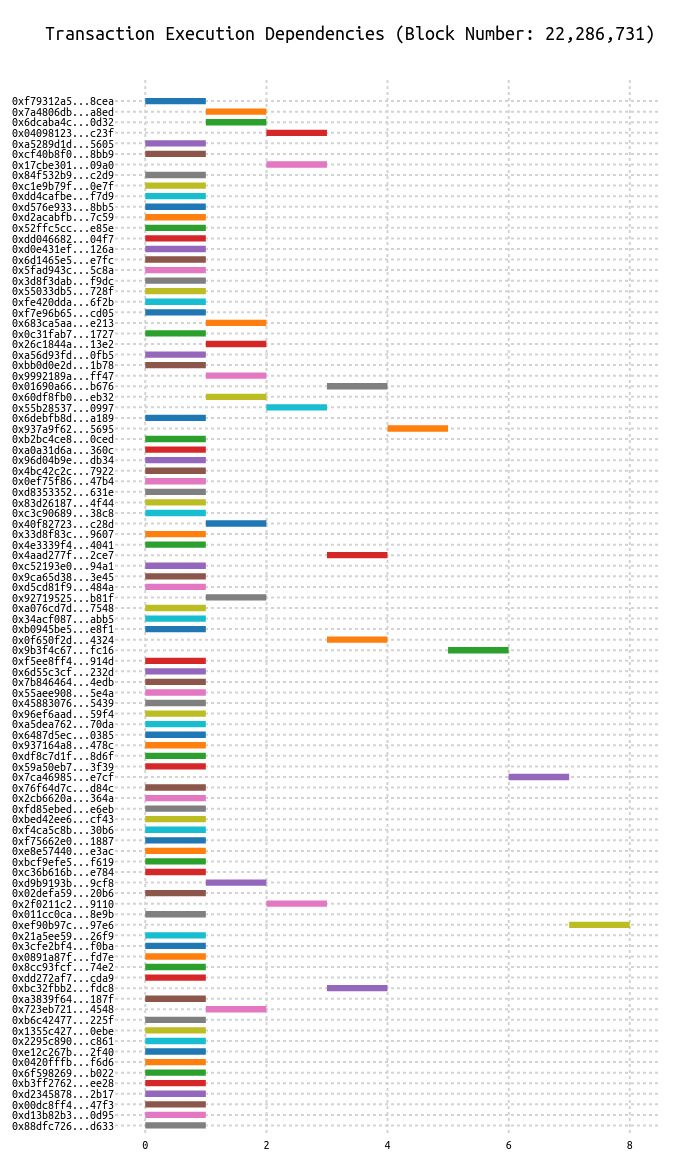 Transaction Execution Dependencies (Block Number: 22,286,731)
0xf79312a5...8cea
0x7a4806db...a8ed
0x6dcaba4c...0d32
0x04098123...c23f
0xa5289d1d...5605
0xcf40b8f0...8bb9
0x17cbe301...09a0
0x84f532b9...c2d9
0xc1e9b79f...0e7f
0xdd4cafbe...f7d9
0xd576e933...8bb5
0xd2acabfb...7c59
0x52ffc5cc...e85e
0xdd046682...04f7
0xd0e431ef...126a
0x6d1465e5...e7fc
0x5fad943c...5c8a
0x3d8f3dab...f9dc
0x55033db5...728f
0xfe420dda...6f2b
0xf7e96b65...cd05
0x683ca5aa...e213
0x0c31fab7...1727
0x26c1844a...13e2
0xa56d93fd...0fb5
0xbb0d0e2d...1b78
0x9992189a...ff47
0x01690a66...b676
0x60df8fb0...eb32
0x55b28537...0997
0x6debfb8d...a189
0x937a9f62...5695
0xb2bc4ce8...0ced
0xa0a31d6a...360c
0x96d04b9e...db34
0x4bc42c2c...7922
0x0ef75f86...47b4
0xd8353352...631e
0x83d26187...4f44
0xc3c90689...38c8
0x40f82723...c28d
0x33d8f83c...9607
0x4e3339f4...4041
0x4aad277f...2ce7
0xc52193e0...94a1
0x9ca65d38...3e45
0xd5cd81f9...484a
0x92719525...b81f
0xa076cd7d...7548
0x34acf087...abb5
0xb0945be5...e8f1
0x0f650f2d...4324
0x9b3f4c67...fc16
0xf5ee8ff4...914d
0x6d55c3cf...232d
0x7b846464...4edb
0x55aee908...5e4a
0x45883076...5439
0x96ef6aad...59f4
0xa5dea762...70da
0x6487d5ec...0385
0x937164a8...478c
0xdf8c7d1f...8d6f
0x59a50eb7...3f39
0x7ca46985...e7cf
0x76f64d7c...d84c
0x2cb6620a...364a
0xfd85ebed...e6eb
0xbed42ee6...cf43
0xf4ca5c8b...30b6
0xf75662e0...1887
0xe8e57440...e3ac
0xbcf9efe5...f619
0xc36b616b...e784
0xd9b9193b...9cf8
0x02defa59...20b6
0x2f0211c2...9110
0x011cc0ca...8e9b
0xef90b97c...97e6
0x21a5ee59...26f9
0x3cfe2bf4...f0ba
0x0891a87f...fd7e
0x8cc93fcf...74e2
0xdd272af7...cda9
0xbc32fbb2...fdc8
0xa3839f64...187f
0x723eb721...4548
0xb6c42477...225f
0x1355c427...0ebe
0x2295c890...c861
0xe12c267b...2f40
0x0420fffb...f6d6
0x6f598269...b022
0xb3ff2762...ee28
0xd2345878...2b17
0x00dc8ff4...47f3
0xd13b82b3...0d95
0x88dfc726...d633
0 2 4 6 8